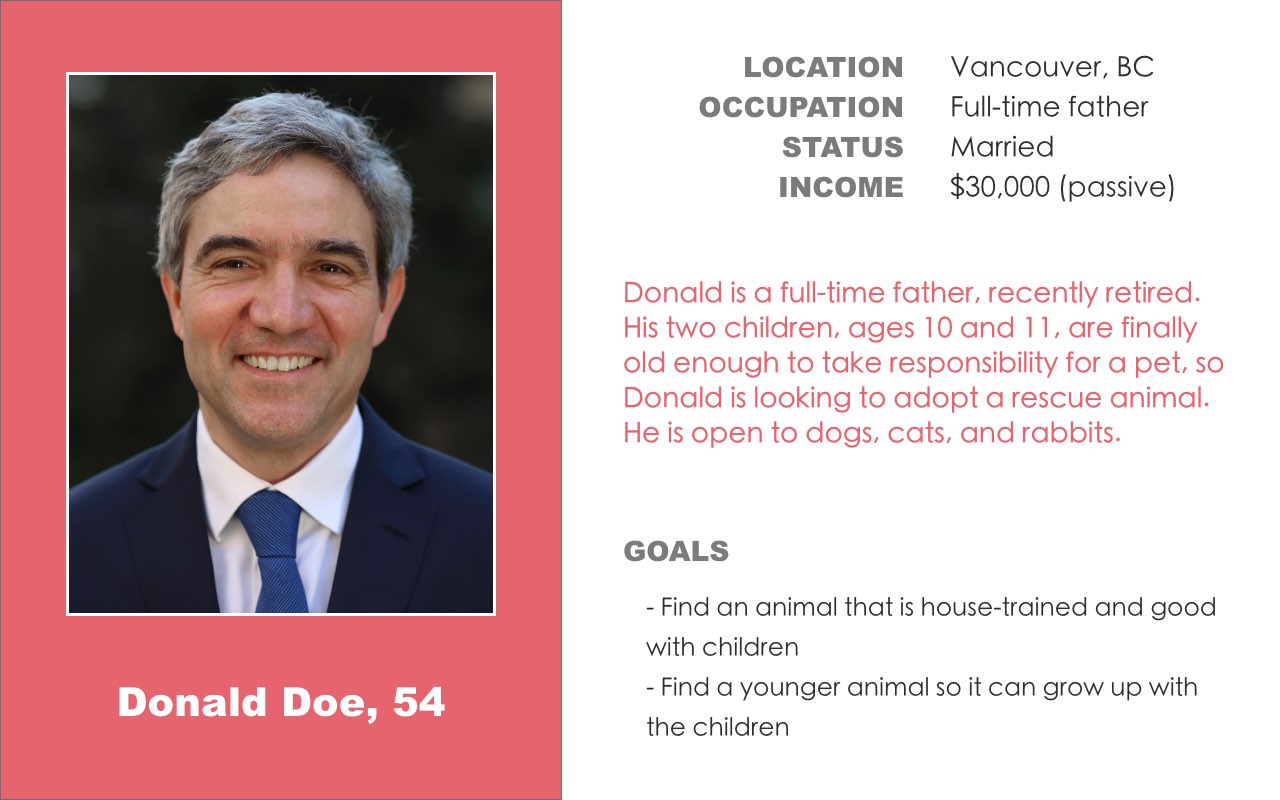 LOCATION Vancouver, BC
OCCUPATION Full-time father
STATUS Married
INCOME $30,000 (passive)
Donald is a full-time father, recently retired.
His two children, ages 10 and 11, are finally
old enough to take responsibility for a pet, so
Donald is looking to adopt a rescue animal.
He is open to dogs, cats, and rabbits.
GOALS
- Find an animal that is house-trained and good
with children
- Find a younger animal so it can grow up with
the children
Donald Doe, 54